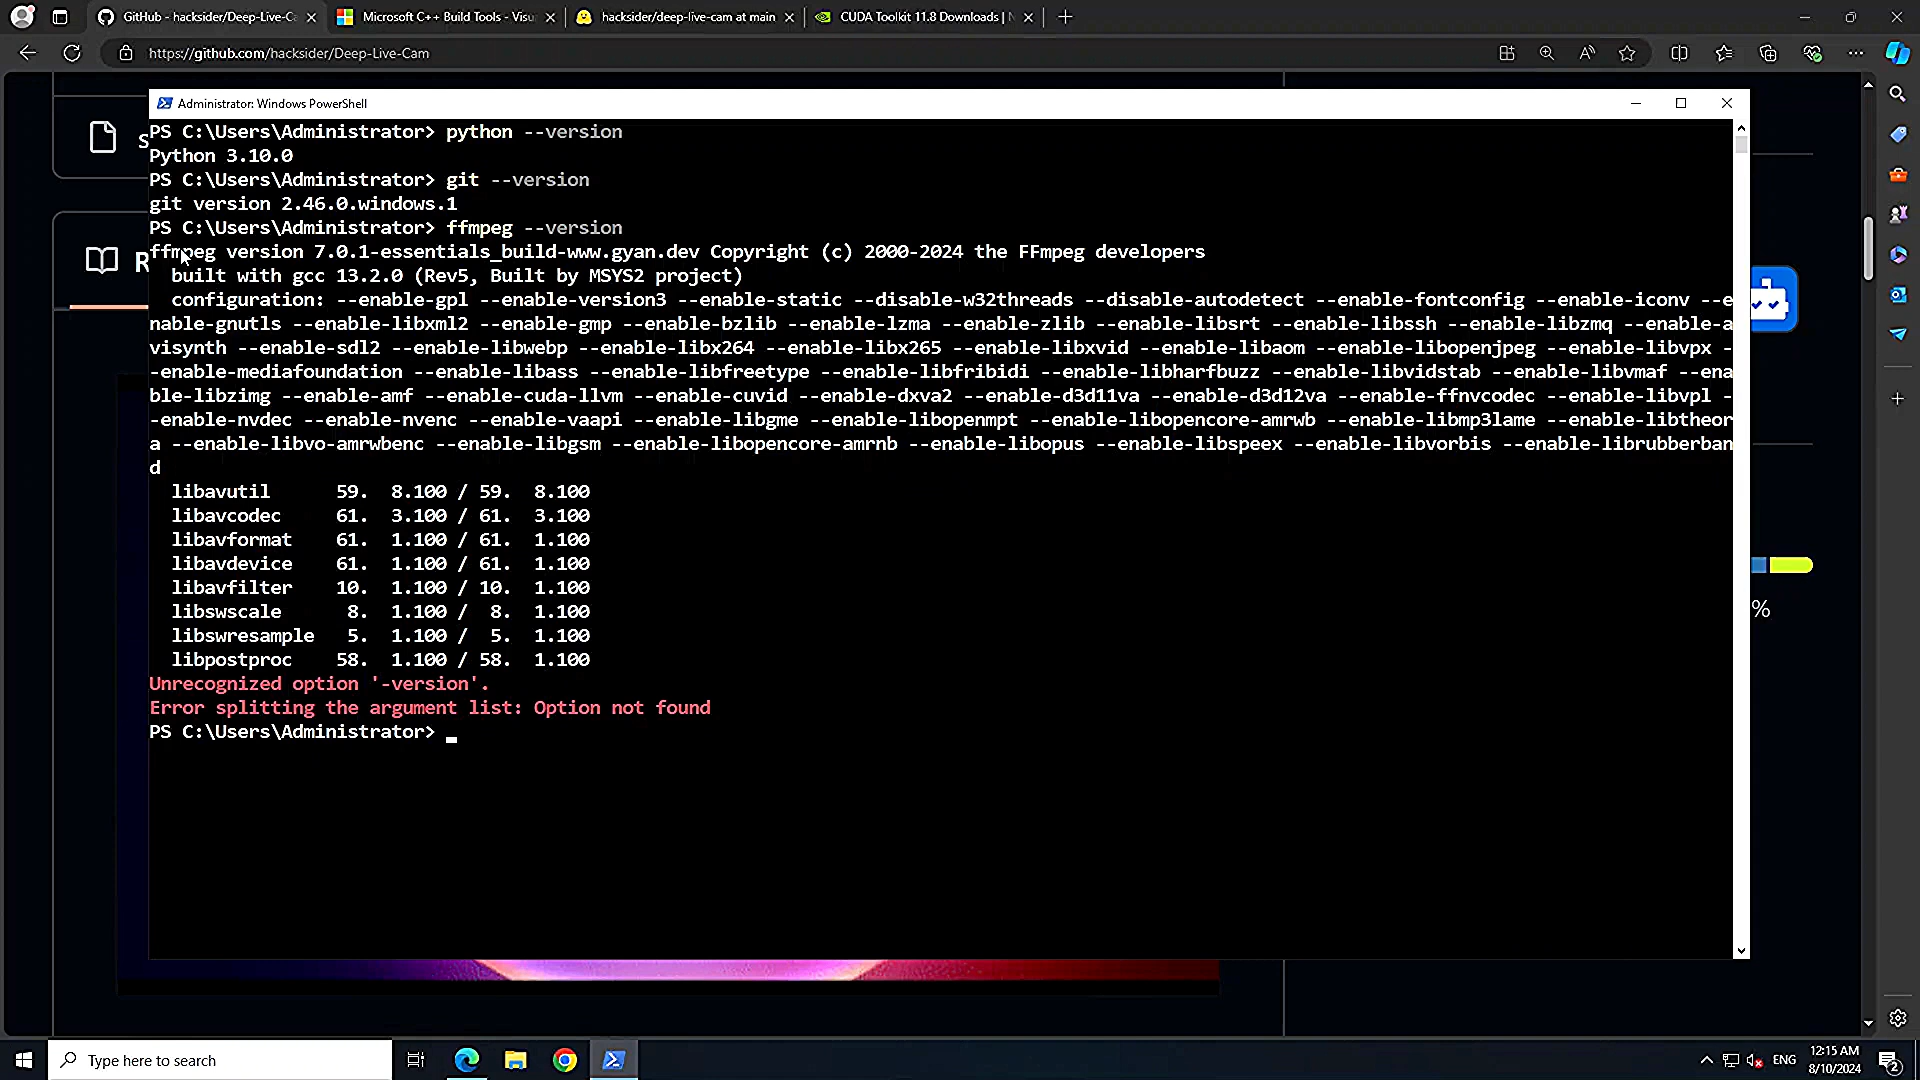 GitHub - hacksider/Deep-Live-Ca
Microsoft C++ Build Tools - Visu
hacksider/deep-live-cam at main
CUDA Toolkit 11.8 Downloads | N
https://github.com/hacksider/Deep-Live-Cam
Administrator: Windows PowerShell
PS C:\Users\Administrator> python --version
Python 3.10.0
PS C:\Users\Administrator> git --version
git version 2.46.0.windows.1
PS C:\Users\Administrator> ffmpeg --version
ffmpeg version 7.0.1-essentials_build-www.gyan.dev Copyright (c) 2000-2024 the FFmpeg developers
built with gcc 13.2.0 (Rev5, Built by MSYS2 project)
configuration: --enable-gpl --enable-version3 --enable-static --disable-w32threads --disable-autodetect --enable-fontconfig --enable-iconv --e
nable-gnutls --enable-libxml2 --enable-gmp --enable-bzlib --enable-lzma --enable-zlib --enable-libsrt --enable-libssh --enable-libzmq --enable-a
visynth --enable-sdl2 --enable-libwebp --enable-libx264 --enable-libx265 --enable-libxvid --enable-libaom --enable-libopenjpeg --enable-libvpx -
-enable-mediafoundation --enable-libass --enable-libfreetype --enable-libfribidi --enable-libharfbuzz --enable-libvidstab --enable-libvmaf --ena
ble-libzimg --enable-amf --enable-cuda-llvm --enable-cuvid --enable-dxva2 --enable-d3d11va --enable-d3d12va --enable-ffnvcodec --enable-libvpl -
-enable-nvdec --enable-nvenc --enable-vaapi --enable-libgme --enable-libopenmpt --enable-libopencore-amrwb --enable-libmp3lame --enable-libtheor
a --enable-libvo-amrwbenc --enable-libgsm --enable-libopencore-amrnb --enable-libopus --enable-libspeex --enable-libvorbis --enable-librubberban
d
libavutil 59. 8.100 / 59. 8.100
libavcodec 61. 3.100 / 61. 3.100
libavformat 61. 1.100 / 61. 1.100
libavdevice 61. 1.100 / 61. 1.100
libavfilter 10. 1.100 / 10. 1.100
libswscale 8. 1.100 / 8. 1.100
libswresample 5. 1.100 / 5. 1.100
libpostproc 58. 1.100 / 58. 1.100
Unrecognized option '-version'.
Error splitting the argument list: Option not found
PS C:\Users\Administrator>
%
Type here to search
ENG
12:15 AM
8/10/2024
2